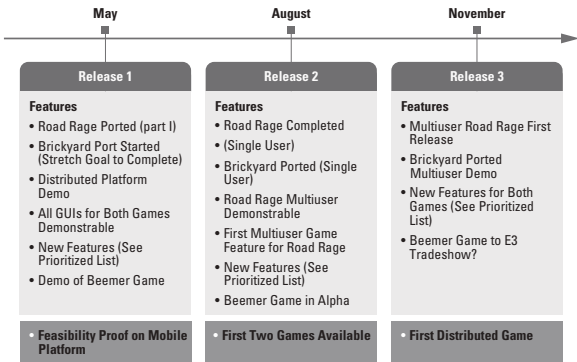 May
August
November
Release 1
Features
• Road Rage Ported (part I)
• Brickyard Port Started
(Stretch Goal to Complete)
• Distributed Platform
Demo
• All GUIs for Both Games
Demonstrable
• New Features (See
Prioritized List)
• Demo of Beemer Game
• Feasibility Proof on Mobile
Platform
Release 2
Features
• Road Rage Completed
• (Single User)
• Brickyard Ported (Single
User)
• Road Rage Multiuser
Demonstrable
• First Multiuser Game
Feature for Road Rage
• New Features (See
Prioritized List)
• Beemer Game in Alpha
• First Two Games Available
Release 3
Features
• Multiuser Road Rage First
Release
• Brickyard Ported
Multiuser Demo
• New Features for Both
Games (See Prioritized
List)
• Beemer Game to E3
Tradeshow?
• First Distributed Game